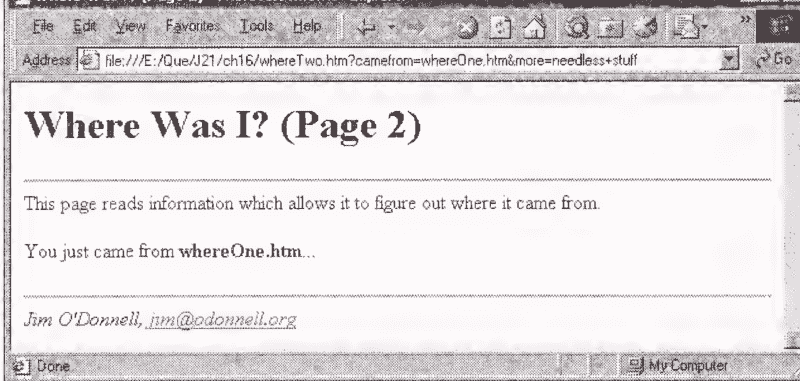 File Edit View Favorites Tools Help »
Address file:///E:/Que/J21/ch16/whereTwo.htm?camefrom=whereOne.htm&more=needless+stuff Go
Where Was I? (Page 2)
This page reads information which allows it to figure out where it came from.
You just came from whereOne.htm...
Jim O'Donnell, jim@odonnell.org
Done My Computer